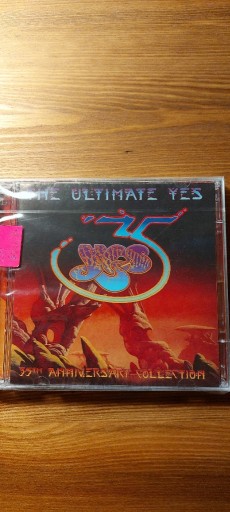 THE ULTIMATE YES
35
YES
35TH ANNIVERSARY COLLECTION